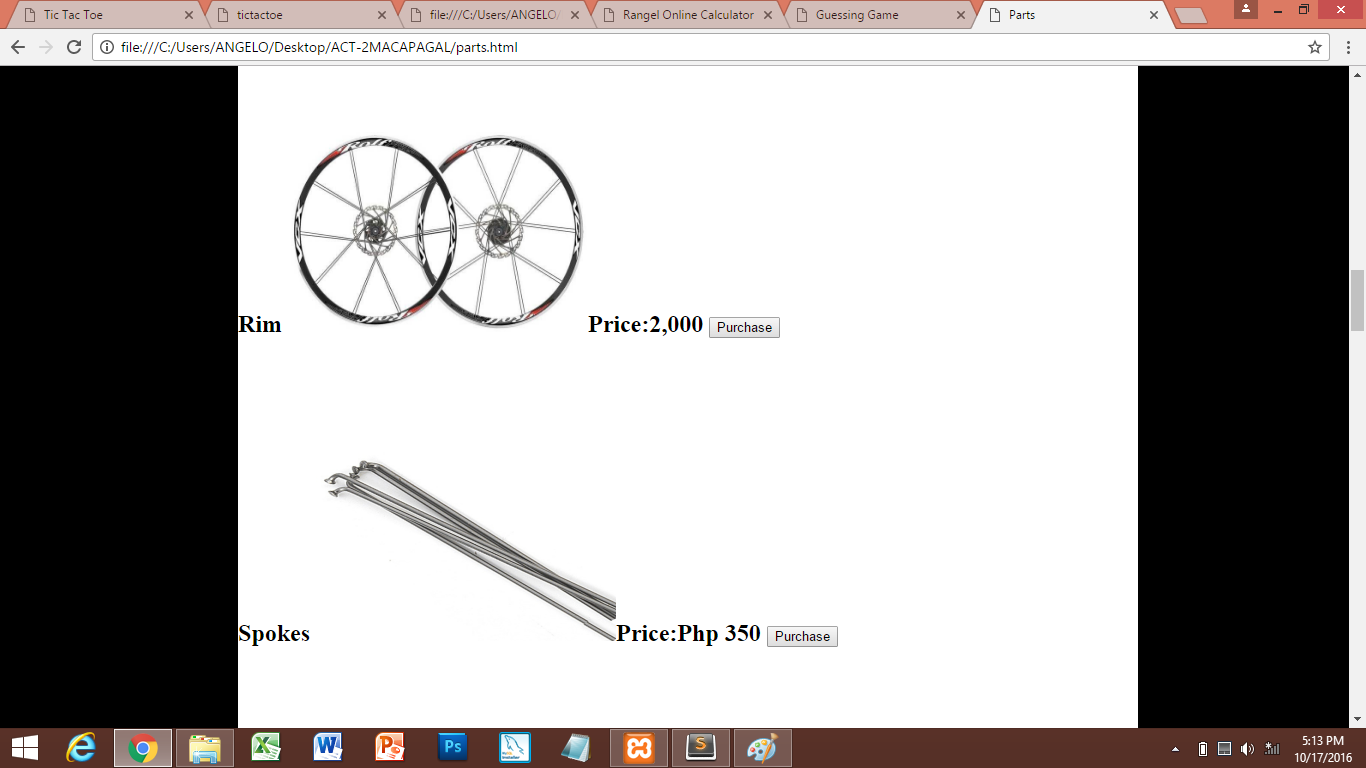 Tic Tac Toe
tictactoe
file:///C:/Users/ANGELO/
Rangel Online Calculator
Guessing Game
Parts
file:///C:/Users/ANGELO/Desktop/ACT-2MACAPAGAL/parts.html
Rim Price:2,000 Purchase
Spokes Price:Php 350 Purchase
5:13 PM
10/17/2016